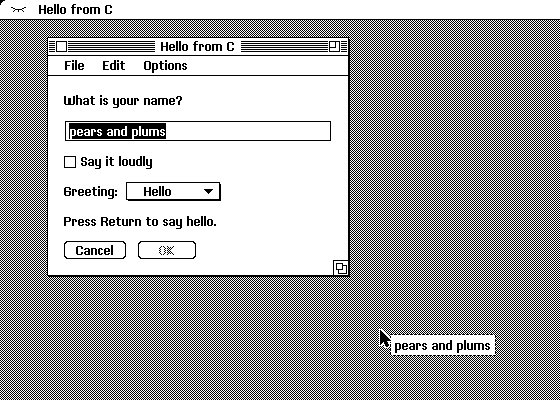 Hello from C
Hello from C
File Edit Options
What is your name?
pears and plums
Say it loudly
Greeting: Hello
Press Return to say hello.
Cancel OK
pears and plums